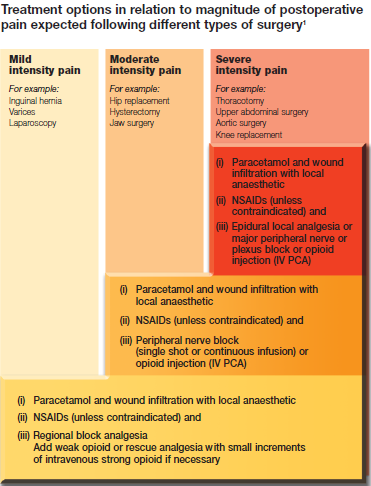 Treatment options in relation to magnitude of postoperative
pain expected following different types of surgery1
Mild
intensity pain
For example:
Inguinal hernia
Varices
Laparoscopy
Moderate
intensity pain
For example:
Hip replacement
Hysterectomy
Jaw surgery
Severe
intensity pain
For example:
Thoracotomy
Upper abdominal surgery
Aortic surgery
Knee replacement
(i) Paracetamol and wound
infiltration with local
anaesthetic
(ii) NSAIDs (unless
contraindicated) and
(iii) Epidural local analgesia or
major peripheral nerve or
plexus block or opioid
injection (IV PCA)
(i) Paracetamol and wound infiltration with
local anaesthetic
(ii) NSAIDs (unless contraindicated) and
(iii) Peripheral nerve block
(single shot or continuous infusion) or
opioid injection (IV PCA)
(i) Paracetamol and wound infiltration with local anaesthetic
(ii) NSAIDs (unless contraindicated) and
(iii) Regional block analgesia
Add weak opioid or rescue analgesia with small increments
of intravenous strong opioid if necessary